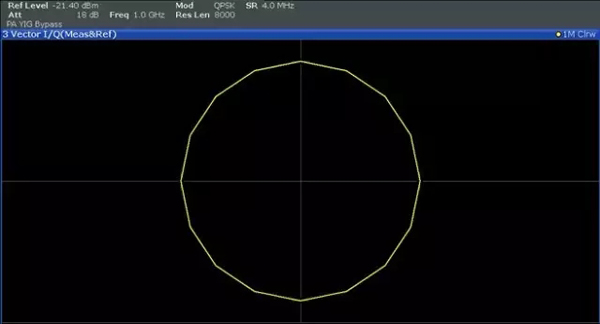 Ref Level -21.40 dBm Mod QPSK SR 4.0 MHz
Att 18 dB Freq 1.0 GHz Res Len 8000
PA YIG Bypass
3 Vector I/Q(Meas&Ref) 1M Clrw